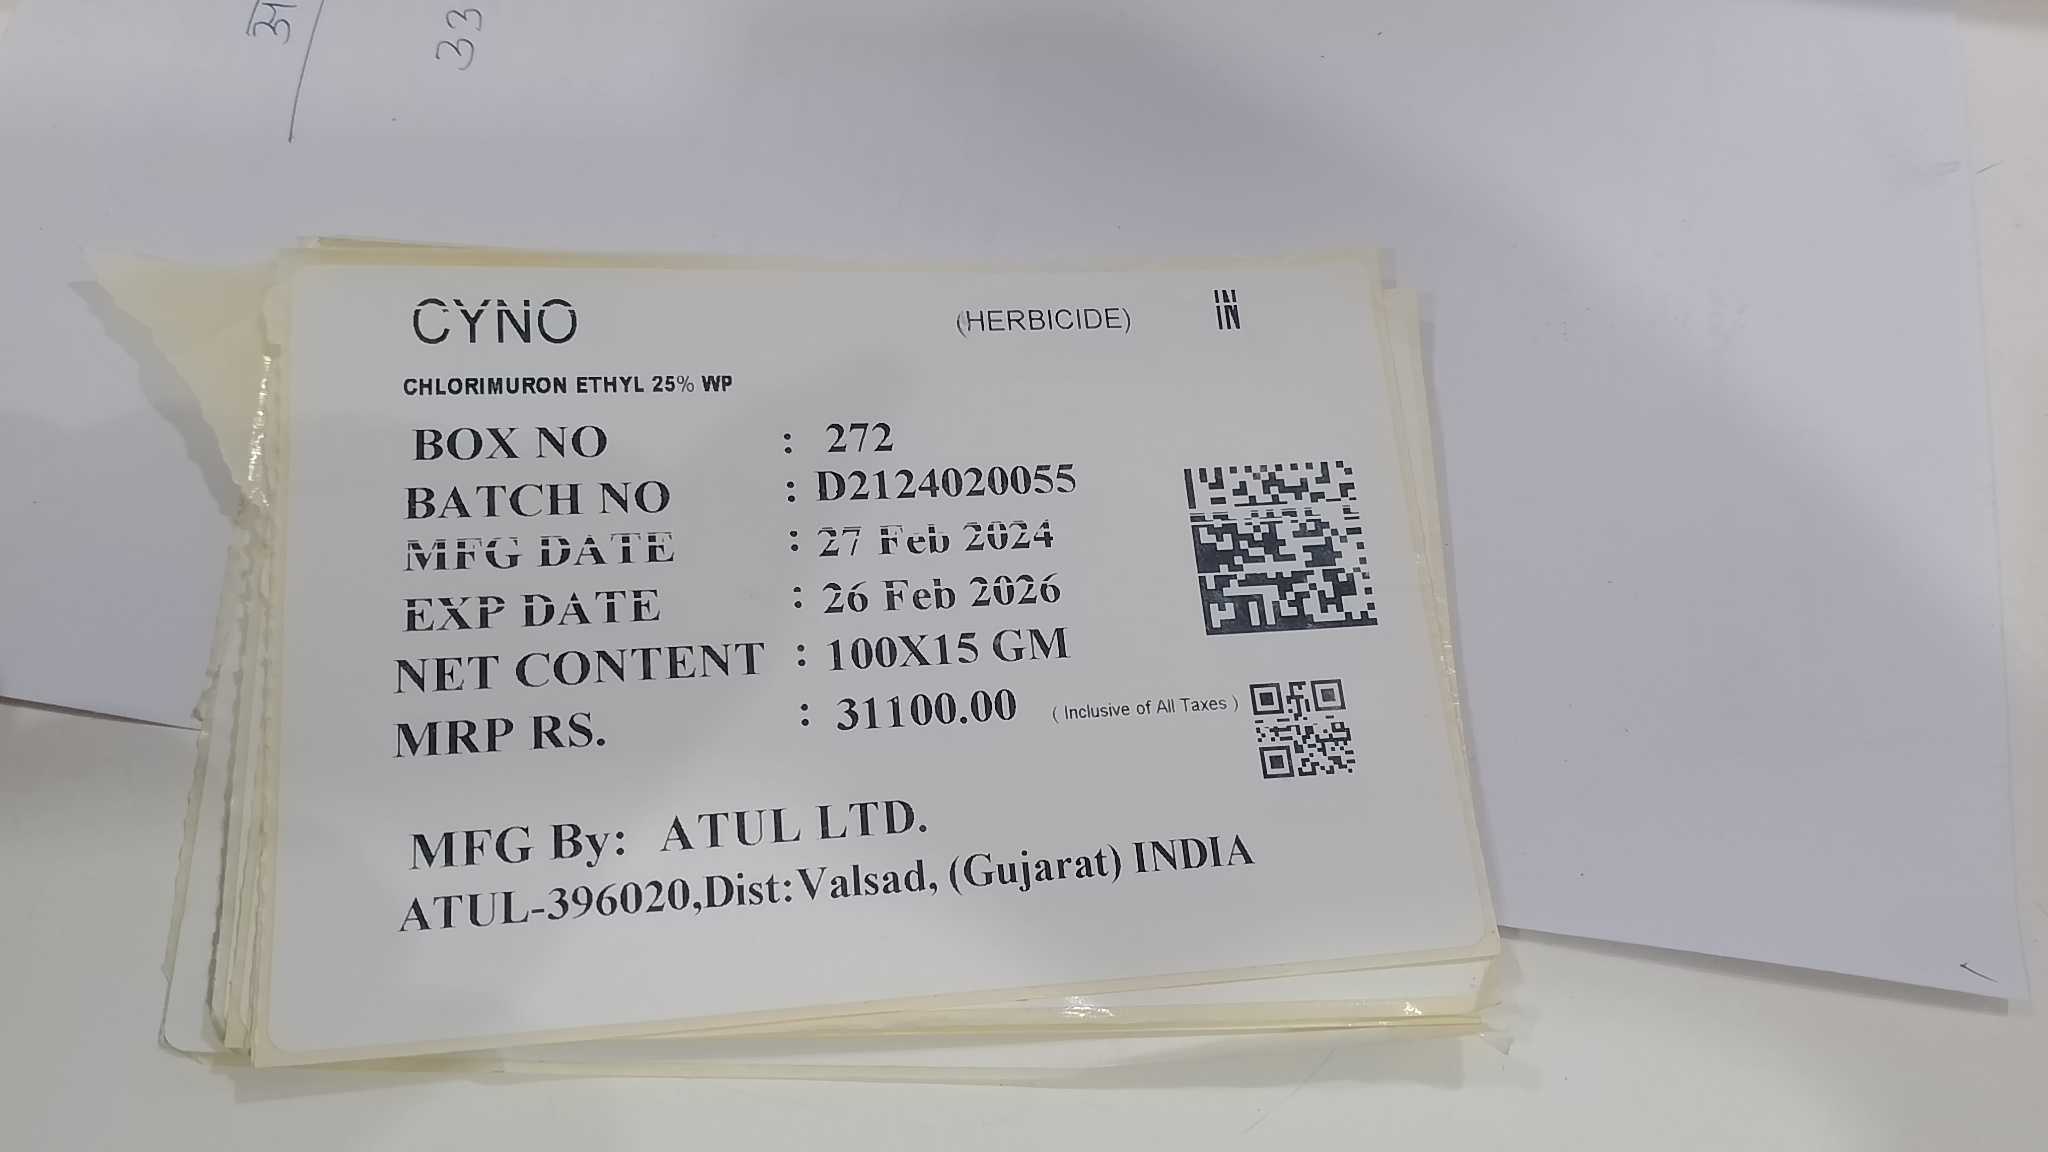 33
CYNO (HERBICIDE) IN
CHLORIMURON ETHYL 25% WP
BOX NO : 272
BATCH NO : D2124020055
MFG DATE : 27 Feb 2024
EXP DATE : 26 Feb 2026
NET CONTENT : 100X15 GM
MRP RS. : 31100.00 ( Inclusive of All Taxes )
MFG By: ATUL LTD.
ATUL-396020,Dist:Valsad, (Gujarat) INDIA